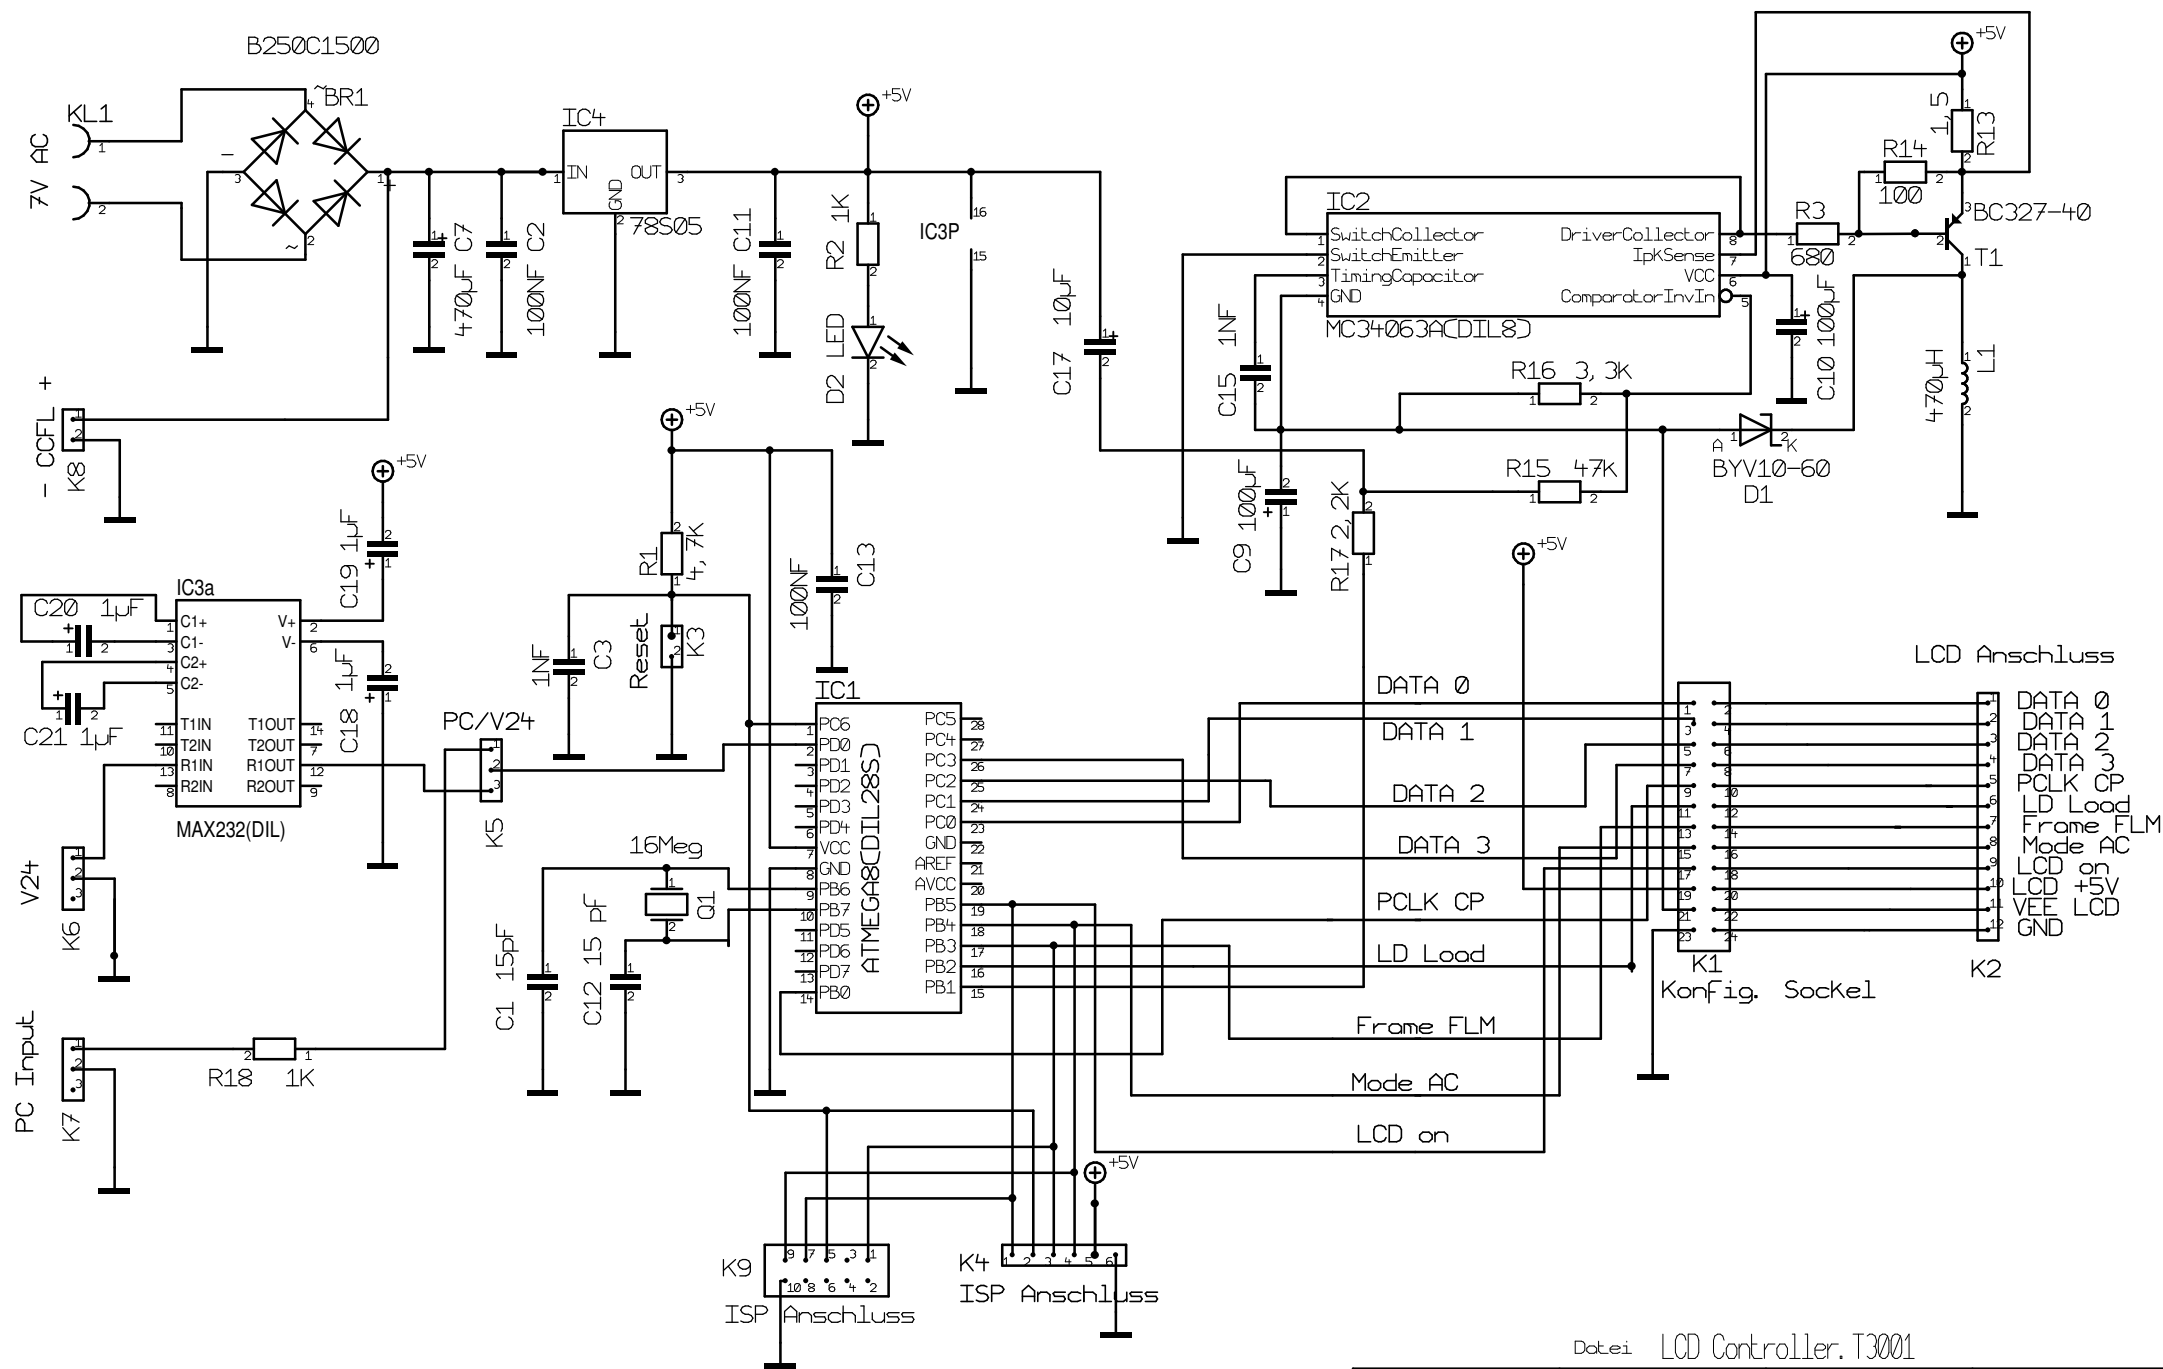 B250C1500
KL1
7V AC
~BR1
IC4
IN
OUT
GND
78S05
+5V
470µF C7
100NF C2
100NF C11
R2 1K
D2 LED
IC3P
16
15
C17 10µF
- CCFL +
K8
IC2
SwitchCollector
SwitchEmitter
TimingCapacitor
GND
DriverCollector
IpkSense
VCC
ComparatorInvIn
MC34063A(DIL8)
R3
680
R14
100
1,5
R13
+5V
BC327-40
T1
C10 100µF
470µH
L1
C15 1NF
R16 3,3K
R15 47K
A
K
BYV10-60
D1
C9 100µF
R17 2,2K
+5V
+5V
C19 1µF
IC3a
C20 1µF
C1+
C1-
C2+
C2-
T1IN
T2IN
R1IN
R2IN
V+
V-
T1OUT
T2OUT
R1OUT
R2OUT
MAX232(DIL)
C21 1µF
C18 1µF
+5V
R1
4,7K
100NF
C13
1NF
C3
Reset
K3
PC/V24
K5
V24
K6
PC Input
K7
R18 1K
16Meg
Q1
C1 15pF
C12 15 pF
IC1
PC6
PD0
PD1
PD2
PD3
PD4
VCC
GND
PB6
PB7
PD5
PD6
PD7
PB0
ATMEGA8(DIL28S)
PC5
PC4
PC3
PC2
PC1
PC0
GND
AREF
AVCC
PB5
PB4
PB3
PB2
PB1
DATA 0
DATA 1
DATA 2
DATA 3
PCLK CP
LD Load
Frame FLM
Mode AC
LCD on
K1
Konfig. Sockel
LCD Anschluss
DATA 0
DATA 1
DATA 2
DATA 3
PCLK CP
LD Load
Frame FLM
Mode AC
LCD on
LCD +5V
VEE LCD
GND
K2
+5V
K9
ISP Anschluss
K4
ISP Anschluss
Datei LCD Controller.T3001